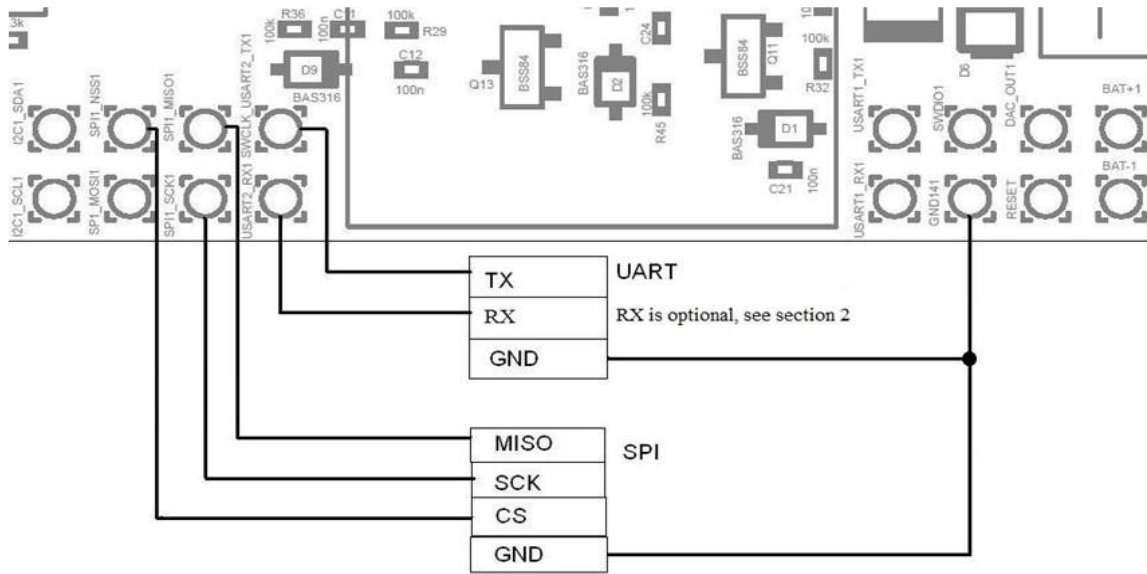 3k
R36
100k
C11
100n
100k
R29
C12
100n
D9
BAS316
Q13
BSS84
BAS316
D2
C24
100k
R45
BSS84
Q11
BAS316
D1
C21
100n
100k
R32
D6
I2C1_SDA1
SPI1_NSS1
SPI1_MISO1
SWCLK_USART2_TX1
USART1_TX1
SWDIO1
DAC_OUT1
BAT+1
I2C1_SCL1
SP1_MOSI1
SPI1_SCK1
USART2_RX1
USART1_RX1
GND141
RESET
BAT-1
TX
UART
RX
RX is optional, see section 2
GND
MISO
SPI
SCK
CS
GND